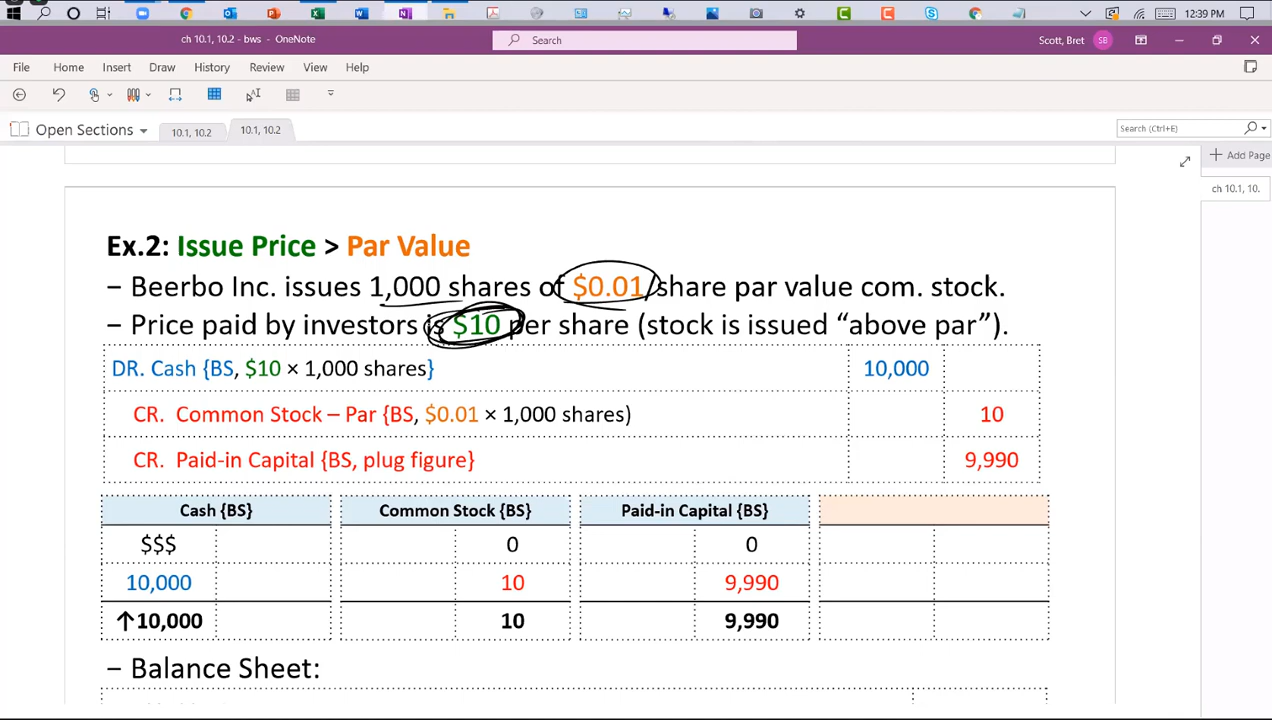 12:39 PM
ch 10.1, 10.2 - bws - OneNote
Search
Scott, Bret
SB
File Home Insert Draw History Review View Help
Open Sections
10.1, 10.2
10.1, 10.2
Search (Ctrl+E)
Add Page
ch 10.1, 10.
Ex.2: Issue Price > Par Value
− Beerbo Inc. issues 1,000 shares of $0.01/share par value com. stock.
− Price paid by investors is $10 per share (stock is issued “above par”).
DR. Cash {BS, $10 × 1,000 shares} 10,000
CR. Common Stock – Par {BS, $0.01 × 1,000 shares) 10
CR. Paid-in Capital {BS, plug figure} 9,990
Cash {BS} Common Stock {BS} Paid-in Capital {BS}
$$$ 0 0
10,000 10 9,990
↑10,000 10 9,990
− Balance Sheet: